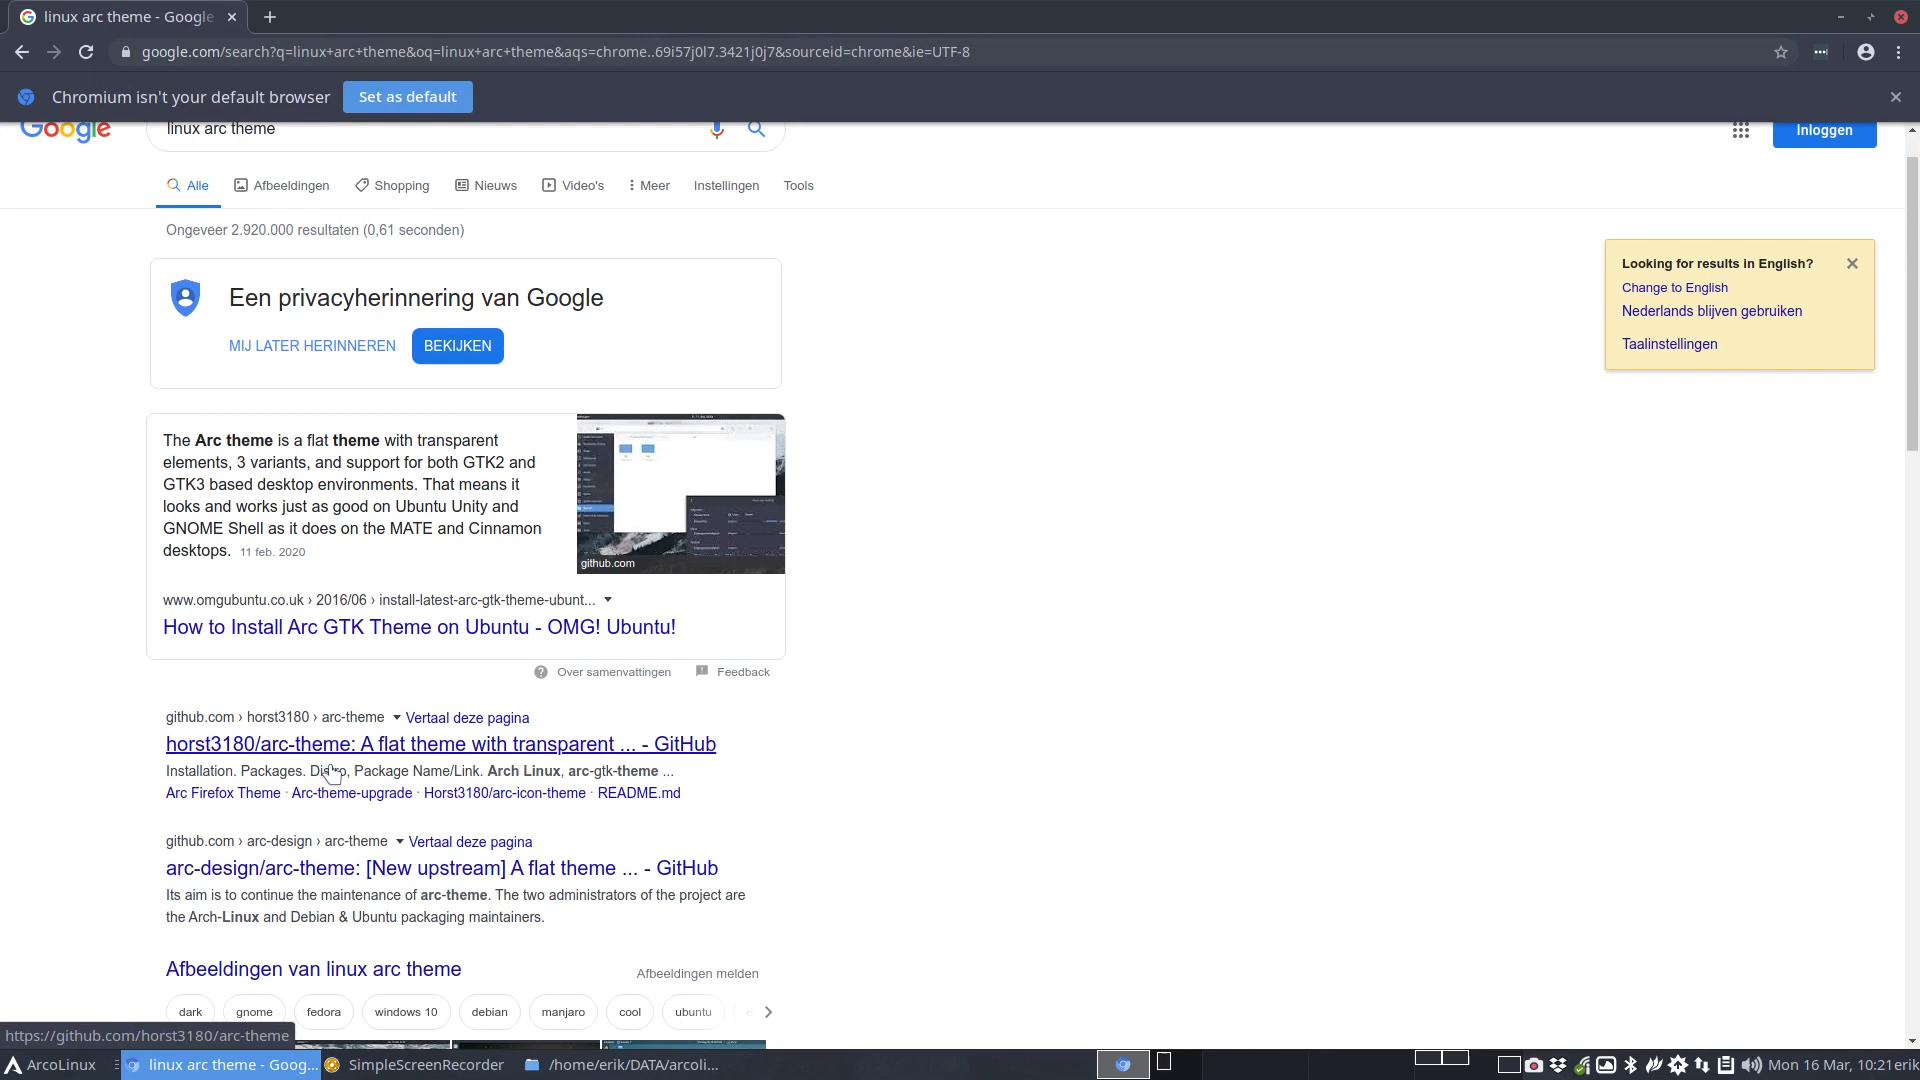 linux arc theme - Google
google.com/search?q=linux+arc+theme&oq=linux+arc+theme&aqs=chrome..69i57j0l7.3421j0j7&sourceid=chrome&ie=UTF-8
Chromium isn't your default browser
Set as default
Google
linux arc theme
Inloggen
Alle
Afbeeldingen
Shopping
Nieuws
Video's
Meer
Instellingen
Tools
Ongeveer 2.920.000 resultaten (0,61 seconden)
Een privacyherinnering van Google
MIJ LATER HERINNEREN
BEKIJKEN
Looking for results in English?
Change to English
Nederlands blijven gebruiken
Taalinstellingen
The Arc theme is a flat theme with transparent
elements, 3 variants, and support for both GTK2 and
GTK3 based desktop environments. That means it
looks and works just as good on Ubuntu Unity and
GNOME Shell as it does on the MATE and Cinnamon
desktops. 11 feb. 2020
github.com
www.omgubuntu.co.uk › 2016/06 › install-latest-arc-gtk-theme-ubunt...
How to Install Arc GTK Theme on Ubuntu - OMG! Ubuntu!
Over samenvattingen
Feedback
github.com › horst3180 › arc-theme
Vertaal deze pagina
horst3180/arc-theme: A flat theme with transparent ... - GitHub
Installation. Packages. Distro, Package Name/Link. Arch Linux, arc-gtk-theme ...
Arc Firefox Theme · Arc-theme-upgrade · Horst3180/arc-icon-theme · README.md
github.com › arc-design › arc-theme
Vertaal deze pagina
arc-design/arc-theme: [New upstream] A flat theme ... - GitHub
Its aim is to continue the maintenance of arc-theme. The two administrators of the project are
the Arch-Linux and Debian & Ubuntu packaging maintainers.
Afbeeldingen van linux arc theme
Afbeeldingen melden
dark
gnome
fedora
windows 10
debian
manjaro
cool
ubuntu
https://github.com/horst3180/arc-theme
ArcoLinux
linux arc theme - Goog...
SimpleScreenRecorder
/home/erik/DATA/arcoli...
Mon 16 Mar, 10:21
erik